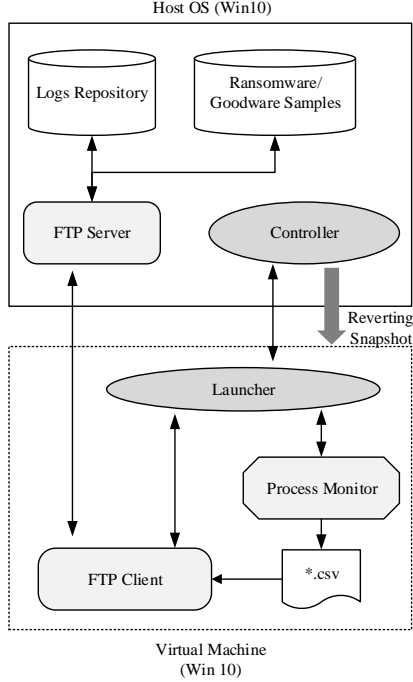 Host OS (Win10)
Logs Repository
Ransomware/
Goodware Samples
FTP Server
Controller
Reverting
Snapshot
Launcher
Process Monitor
FTP Client
*.csv
Virtual Machine
(Win 10)